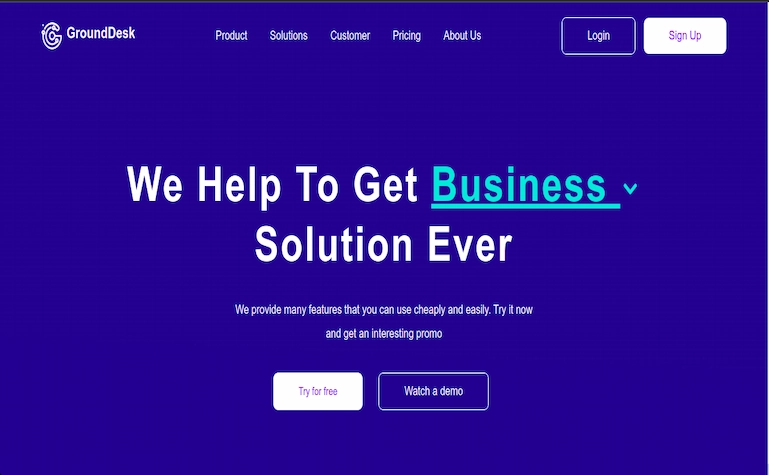 GroundDesk
Product Solutions Customer Pricing About Us
Login
Sign Up
We Help To Get Business
Solution Ever
We provide many features that you can use cheaply and easily. Try it now
and get an interesting promo
Try for free
Watch a demo